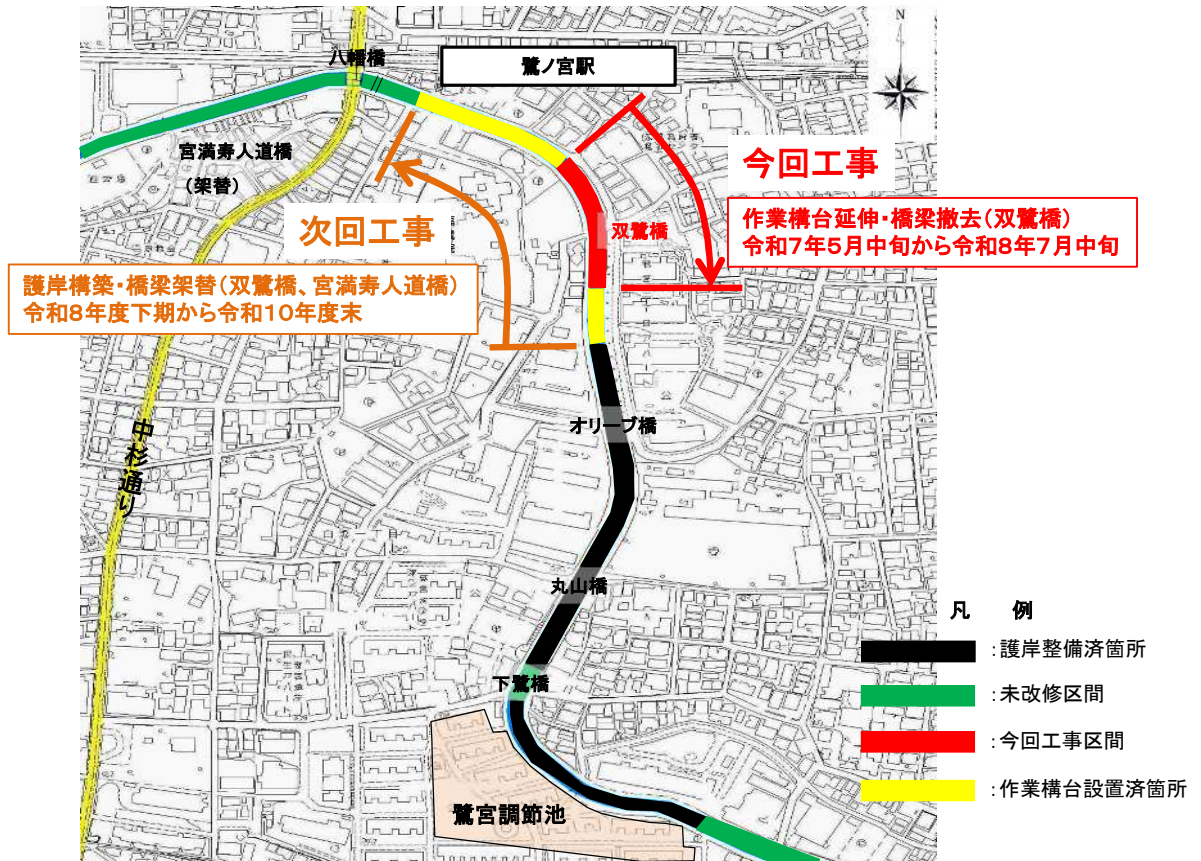 N
八幡橋
鷺ノ宮駅
宮満寿人道橋
(架替)
今回工事
作業構台延伸・橋梁撤去(双鷺橋)
令和7年5月中旬から令和8年7月中旬
双鷺橋
次回工事
護岸構築・橋梁架替(双鷺橋、宮満寿人道橋)
令和8年度下期から令和10年度末
オリーブ橋
中杉通り
丸山橋
下鷺橋
鷺宮調節池
凡 例
:護岸整備済箇所
:未改修区間
:今回工事区間
:作業構台設置済箇所